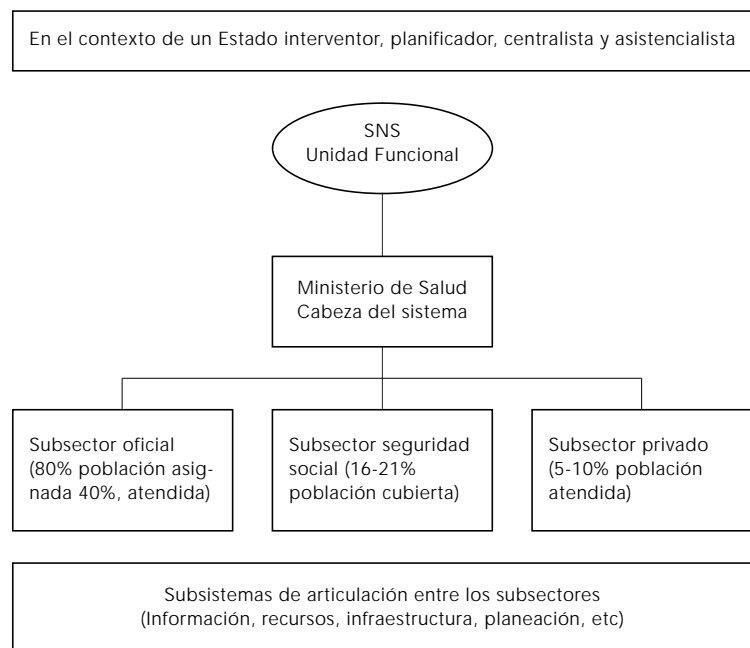 En el contexto de un Estado interventor, planificador, centralista y asistencialista
SNS
Unidad Funcional
Ministerio de Salud
Cabeza del sistema
Subsector oficial
(80% población asig-
nada 40%, atendida)
Subsector seguridad
social (16-21%
población cubierta)
Subsector privado
(5-10% población
atendida)
Subsistemas de articulación entre los subsectores
(Información, recursos, infraestructura, planeación, etc)